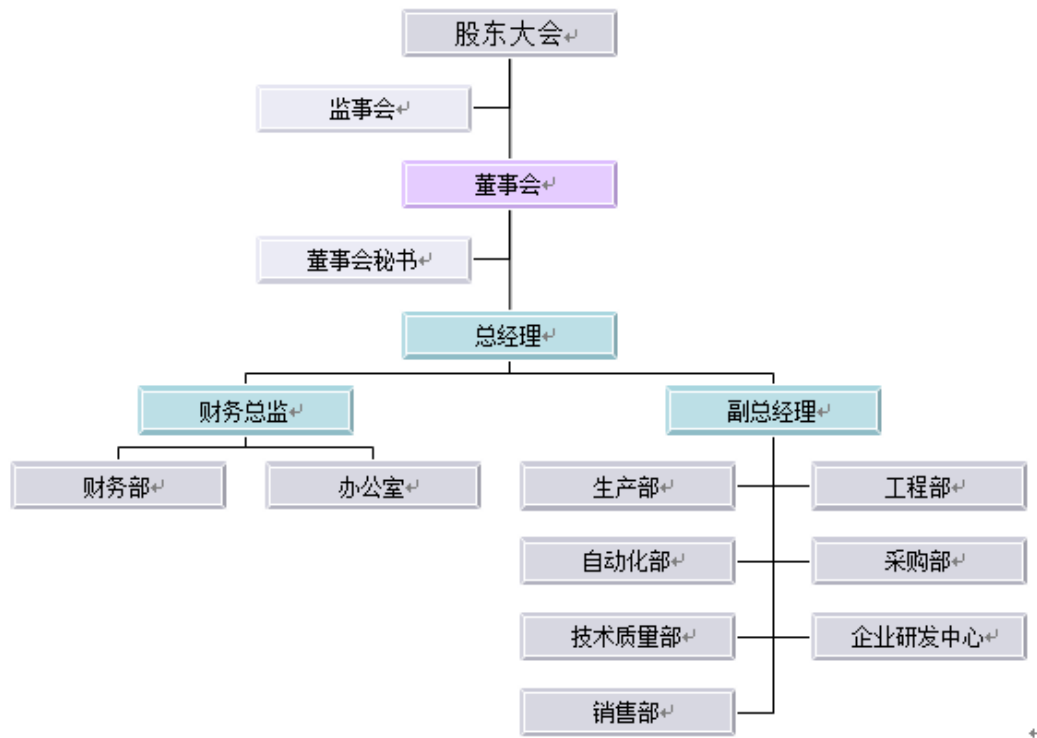 股东大会
监事会
董事会
董事会秘书
总经理
财务总监
副总经理
财务部
办公室
生产部
工程部
自动化部
采购部
技术质量部
企业研发中心
销售部